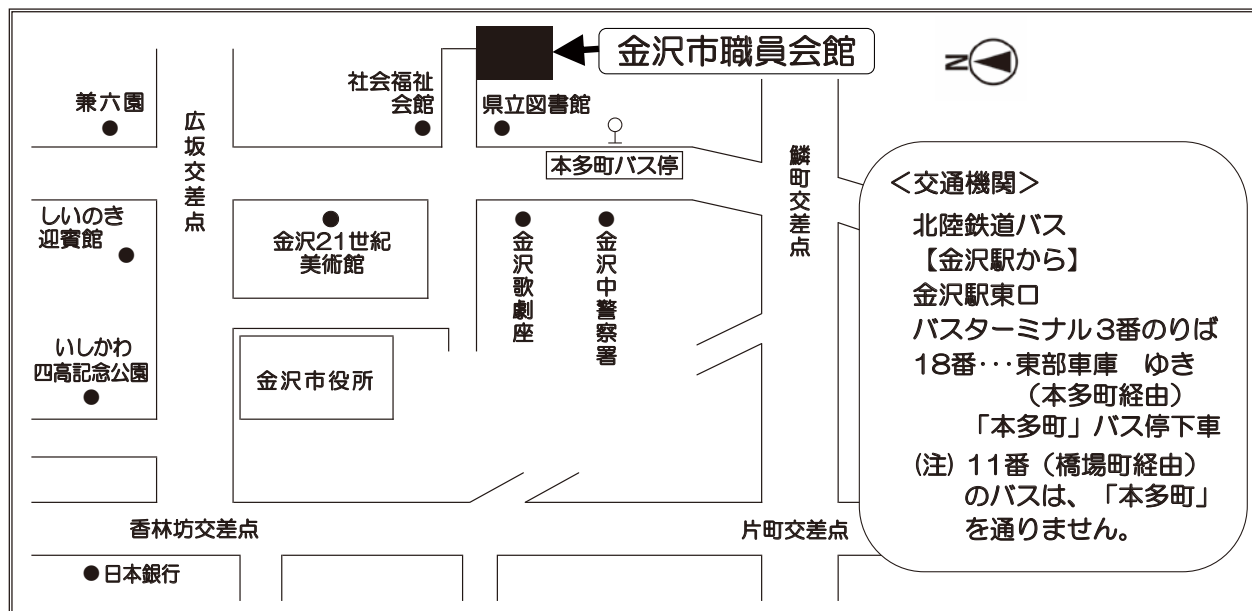 金沢市職員会館
N
兼六園
広坂交差点
社会福祉
会館
県立図書館
本多町バス停
鱗町交差点
しいのき
迎賓館
金沢21世紀
美術館
金沢歌劇座
金沢中警察署
いしかわ
四高記念公園
金沢市役所
香林坊交差点
片町交差点
日本銀行
＜交通機関＞
北陸鉄道バス
【金沢駅から】
金沢駅東口
バスターミナル3番のりば
18番･･･東部車庫　ゆき
（本多町経由）
「本多町」バス停下車
(注) 11番（橋場町経由）
のバスは、「本多町」
を通りません。